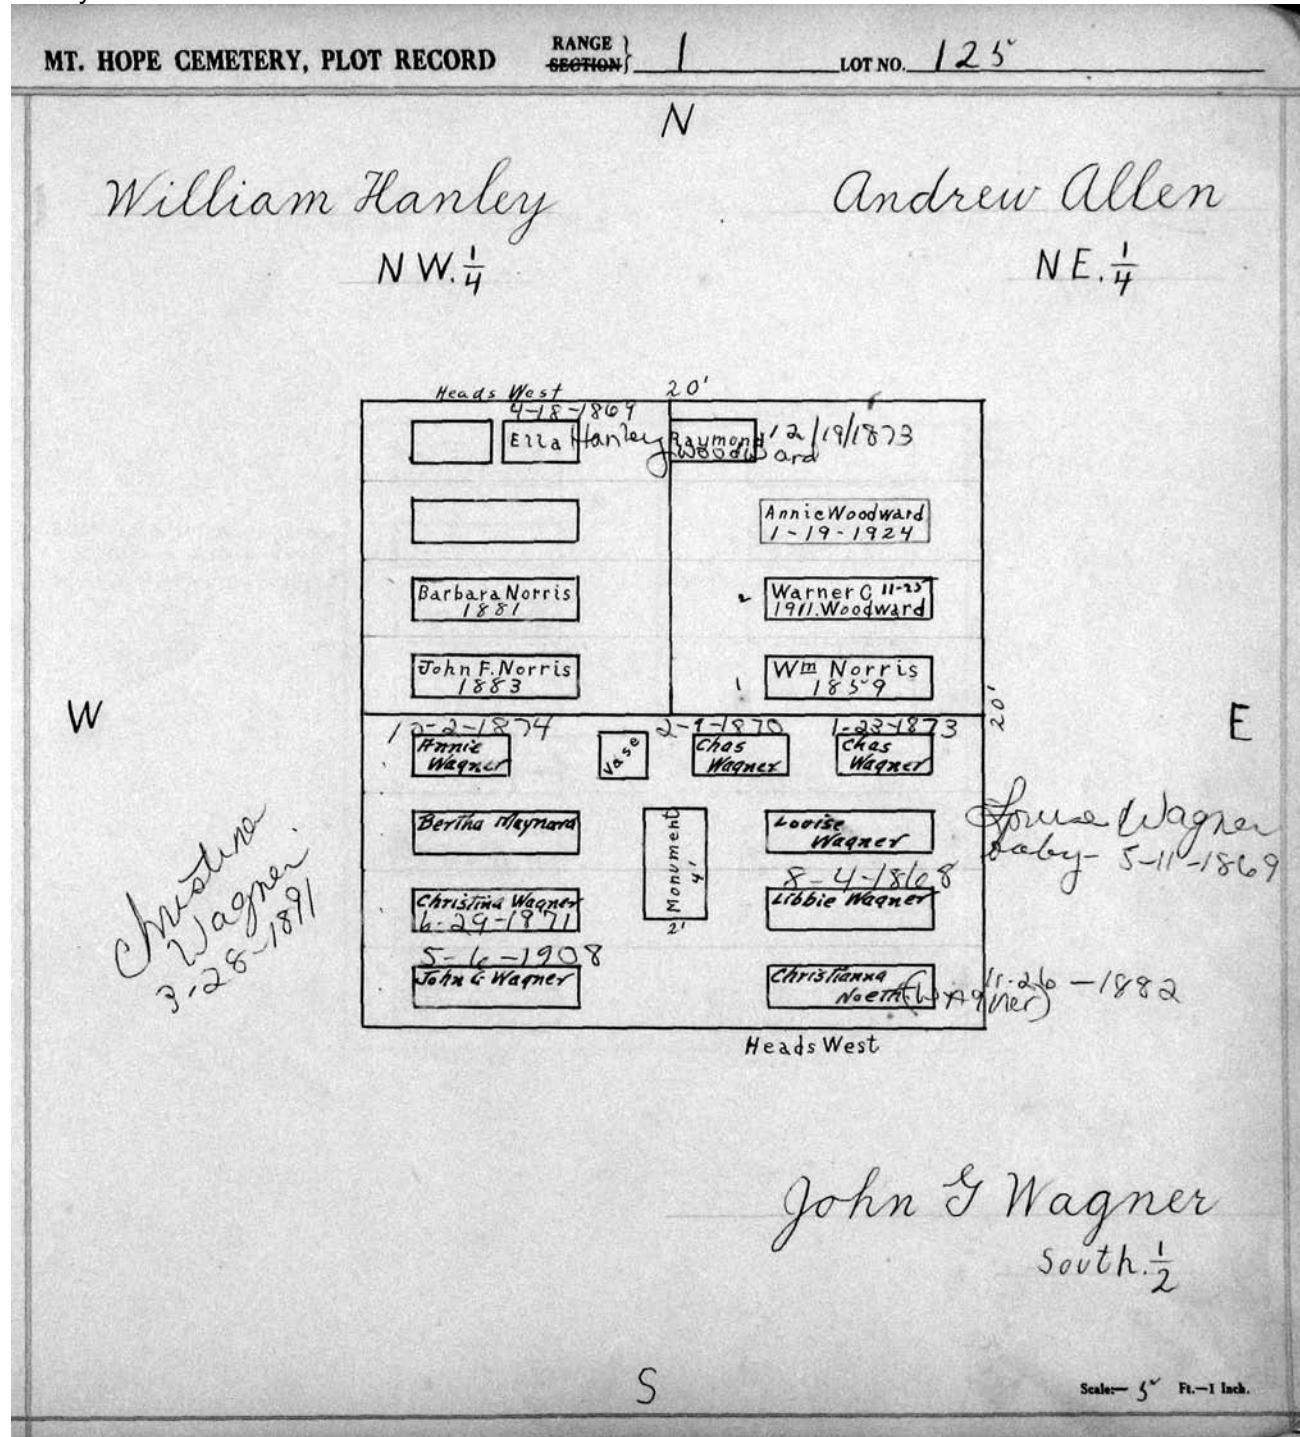 MT. HOPE CEMETERY, PLOT RECORD RANGE SECTION} 1 LOT NO. 125
N
William Hanley Andrew Allen
N W. 1/4 N E. 1/4
Heads West 20'
4-18-1869
Ella Hanley Raymond Woodward 12/19/1873
Annie Woodward
1-19-1924
Barbara Norris
1881
Warner C 11-25
1911. Woodward
2
John F. Norris
1883
Wm Norris
1859
1
W 20' E
2-1874 2-9-1870 1-23-1873
Annie
Wagner
Vase
Chas
Wagner
Chas
Wagner
Bertha Maynard
Monument
4'
2'
Louise
Wagner
Wagner
baby- 5-11-1869
Christina
Wagner
3-28-1891
8-4-1868
Christina Wagner
6-29-1971
Libbie Wagner
5-6-1908
John G Wagner
Christianna
Noeth (Wagner) 11-26-1882
Heads West
John G Wagner
South. 1/2
S
Scale:— 5 Ft.—1 Inch.